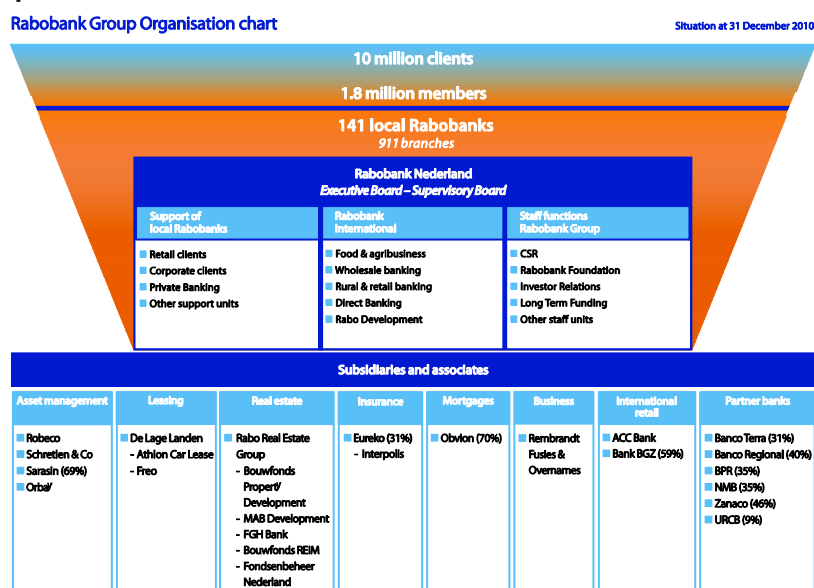 Rabobank Group Organisation chart
Situation at 31 December 2010
10 million clients
1.8 million members
141 local Rabobanks
911 branches
Rabobank Nederland
Executive Board – Supervisory Board
Support of
local Rabobanks
Retail clients
Corporate clients
Private Banking
Other support units
Rabobank
International
Food & agribusiness
Wholesale banking
Rural & retail banking
Direct Banking
Rabo Development
Staff functions
Rabobank Group
CSR
Rabobank Foundation
Investor Relations
Long Term Funding
Other staff units
Subsidiaries and associates
Asset management
Robeco
Schretlen & Co
Sarasin (69%)
Leasing
De Lage Landen
- Athlon Car Lease
- Freo
Real estate
Rabo Real Estate
Group
- Bouwfonds
Property
Development
- MAB Development
- FGH Bank
- Bouwfonds REIM
- Fondsenbeheer
Nederland
Insurance
Eureko (31%)
- Interpolis
Mortgages
Obvion (70%)
Business
Rembrandt
Fusies &
Overnames
International
retail
ACC Bank
Bank BGZ (59%)
Partner banks
Banco Terra (31%)
Banco Regional (40%)
BPR (35%)
NMB (35%)
Zanaco (46%)
URCB (9%)